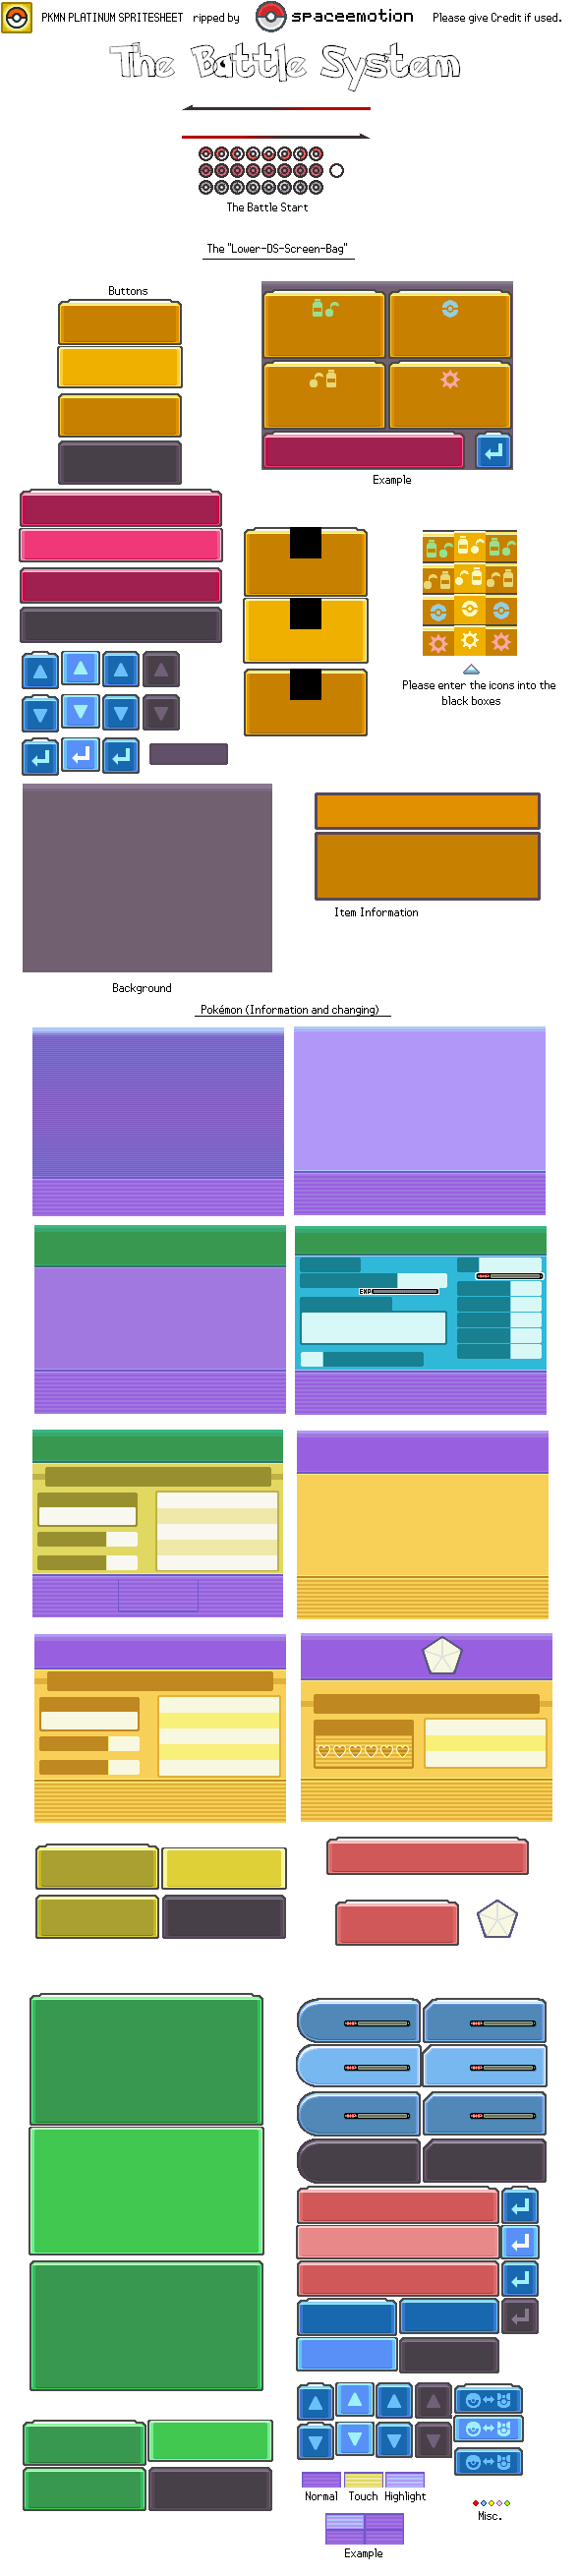 PKMN PLATINUM SPRITESHEET ripped by spaceemotion Please give Credit if used.
The Battle System
The Battle Start
The "Lower-DS-Screen-Bag"
Buttons
Example
Please enter the icons into the
black boxes
Item Information
Background
Pokémon (Information and changing)
EXP
Normal Touch Highlight
Misc.
Example